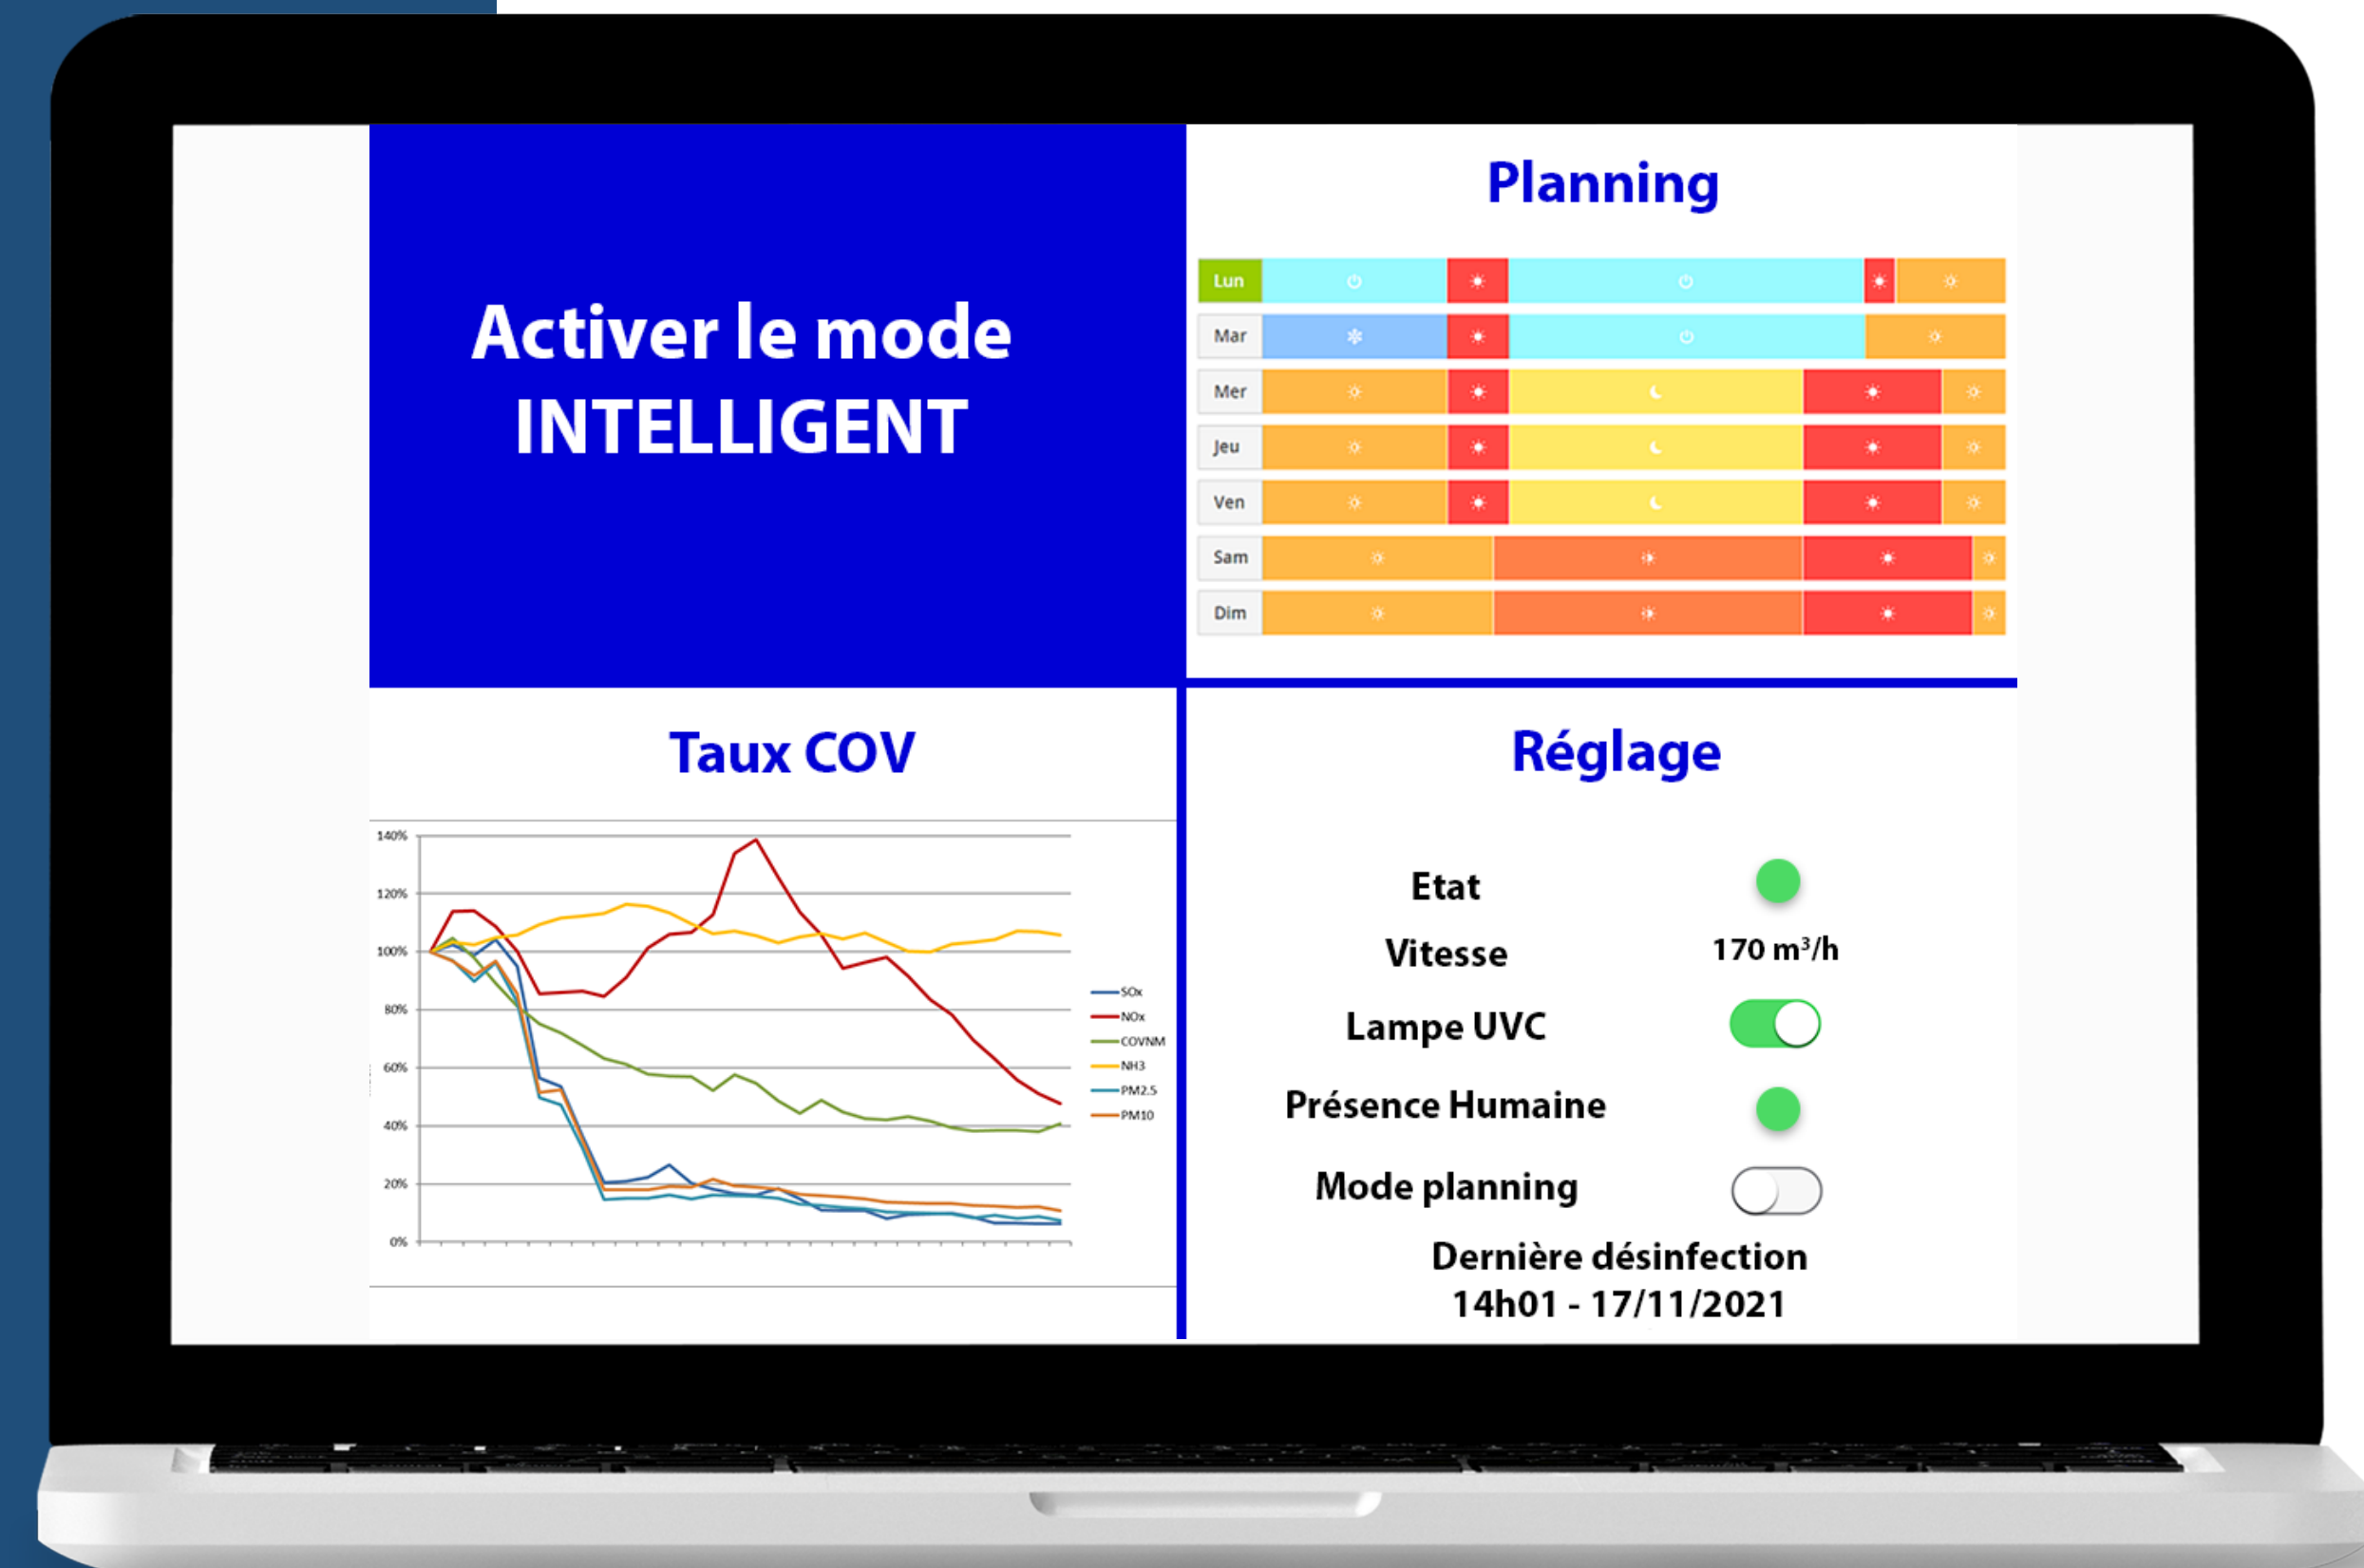 Activer le mode
INTELLIGENT
Planning
Lun
Mar
Mer
Jeu
Ven
Sam
Dim
Taux COV
140%
120%
100%
80%
60%
40%
20%
0%
SOx
NOx
COVNM
NH3
PM2.5
PM10
Réglage
Etat
Vitesse 170 m³/h
Lampe UVC
Présence Humaine
Mode planning
Dernière désinfection
14h01 - 17/11/2021